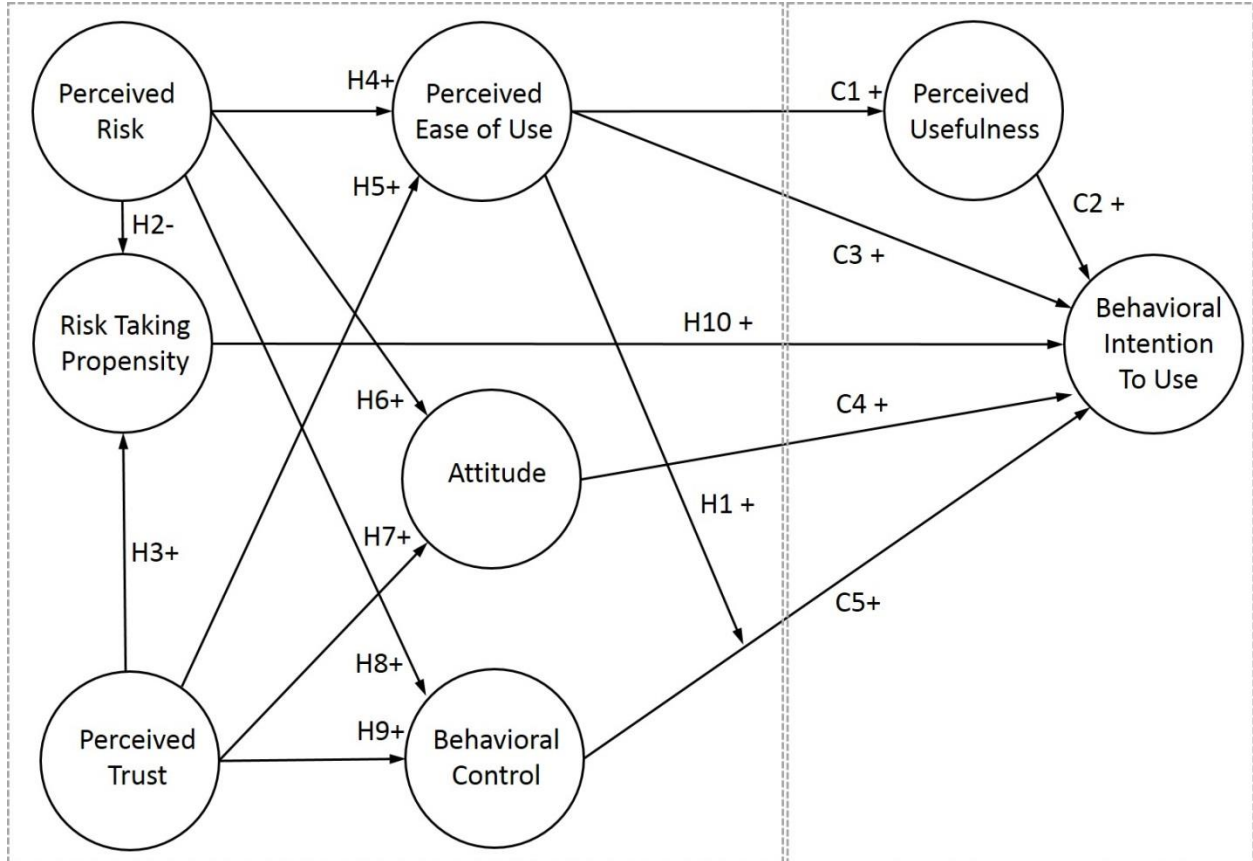 Perceived
Risk
H4+
Perceived
Ease of Use
C1 +
Perceived
Usefulness
H5+
H2-
C2 +
C3 +
Risk Taking
Propensity
H10 +
Behavioral
Intention
To Use
H6+
C4 +
Attitude
H1 +
H7+
H3+
C5+
H8+
H9+
Perceived
Trust
Behavioral
Control